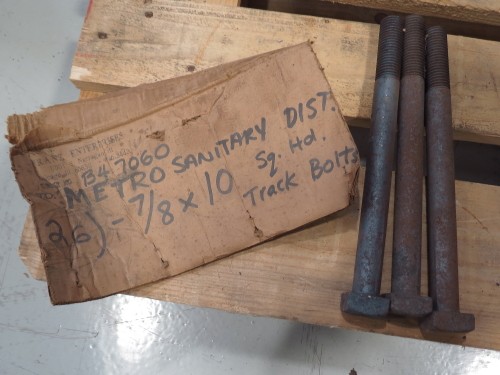 B47060
METRO SANITARY DIST.
26) - 7/8 x 10 Sq. Hd.
Track Bolts